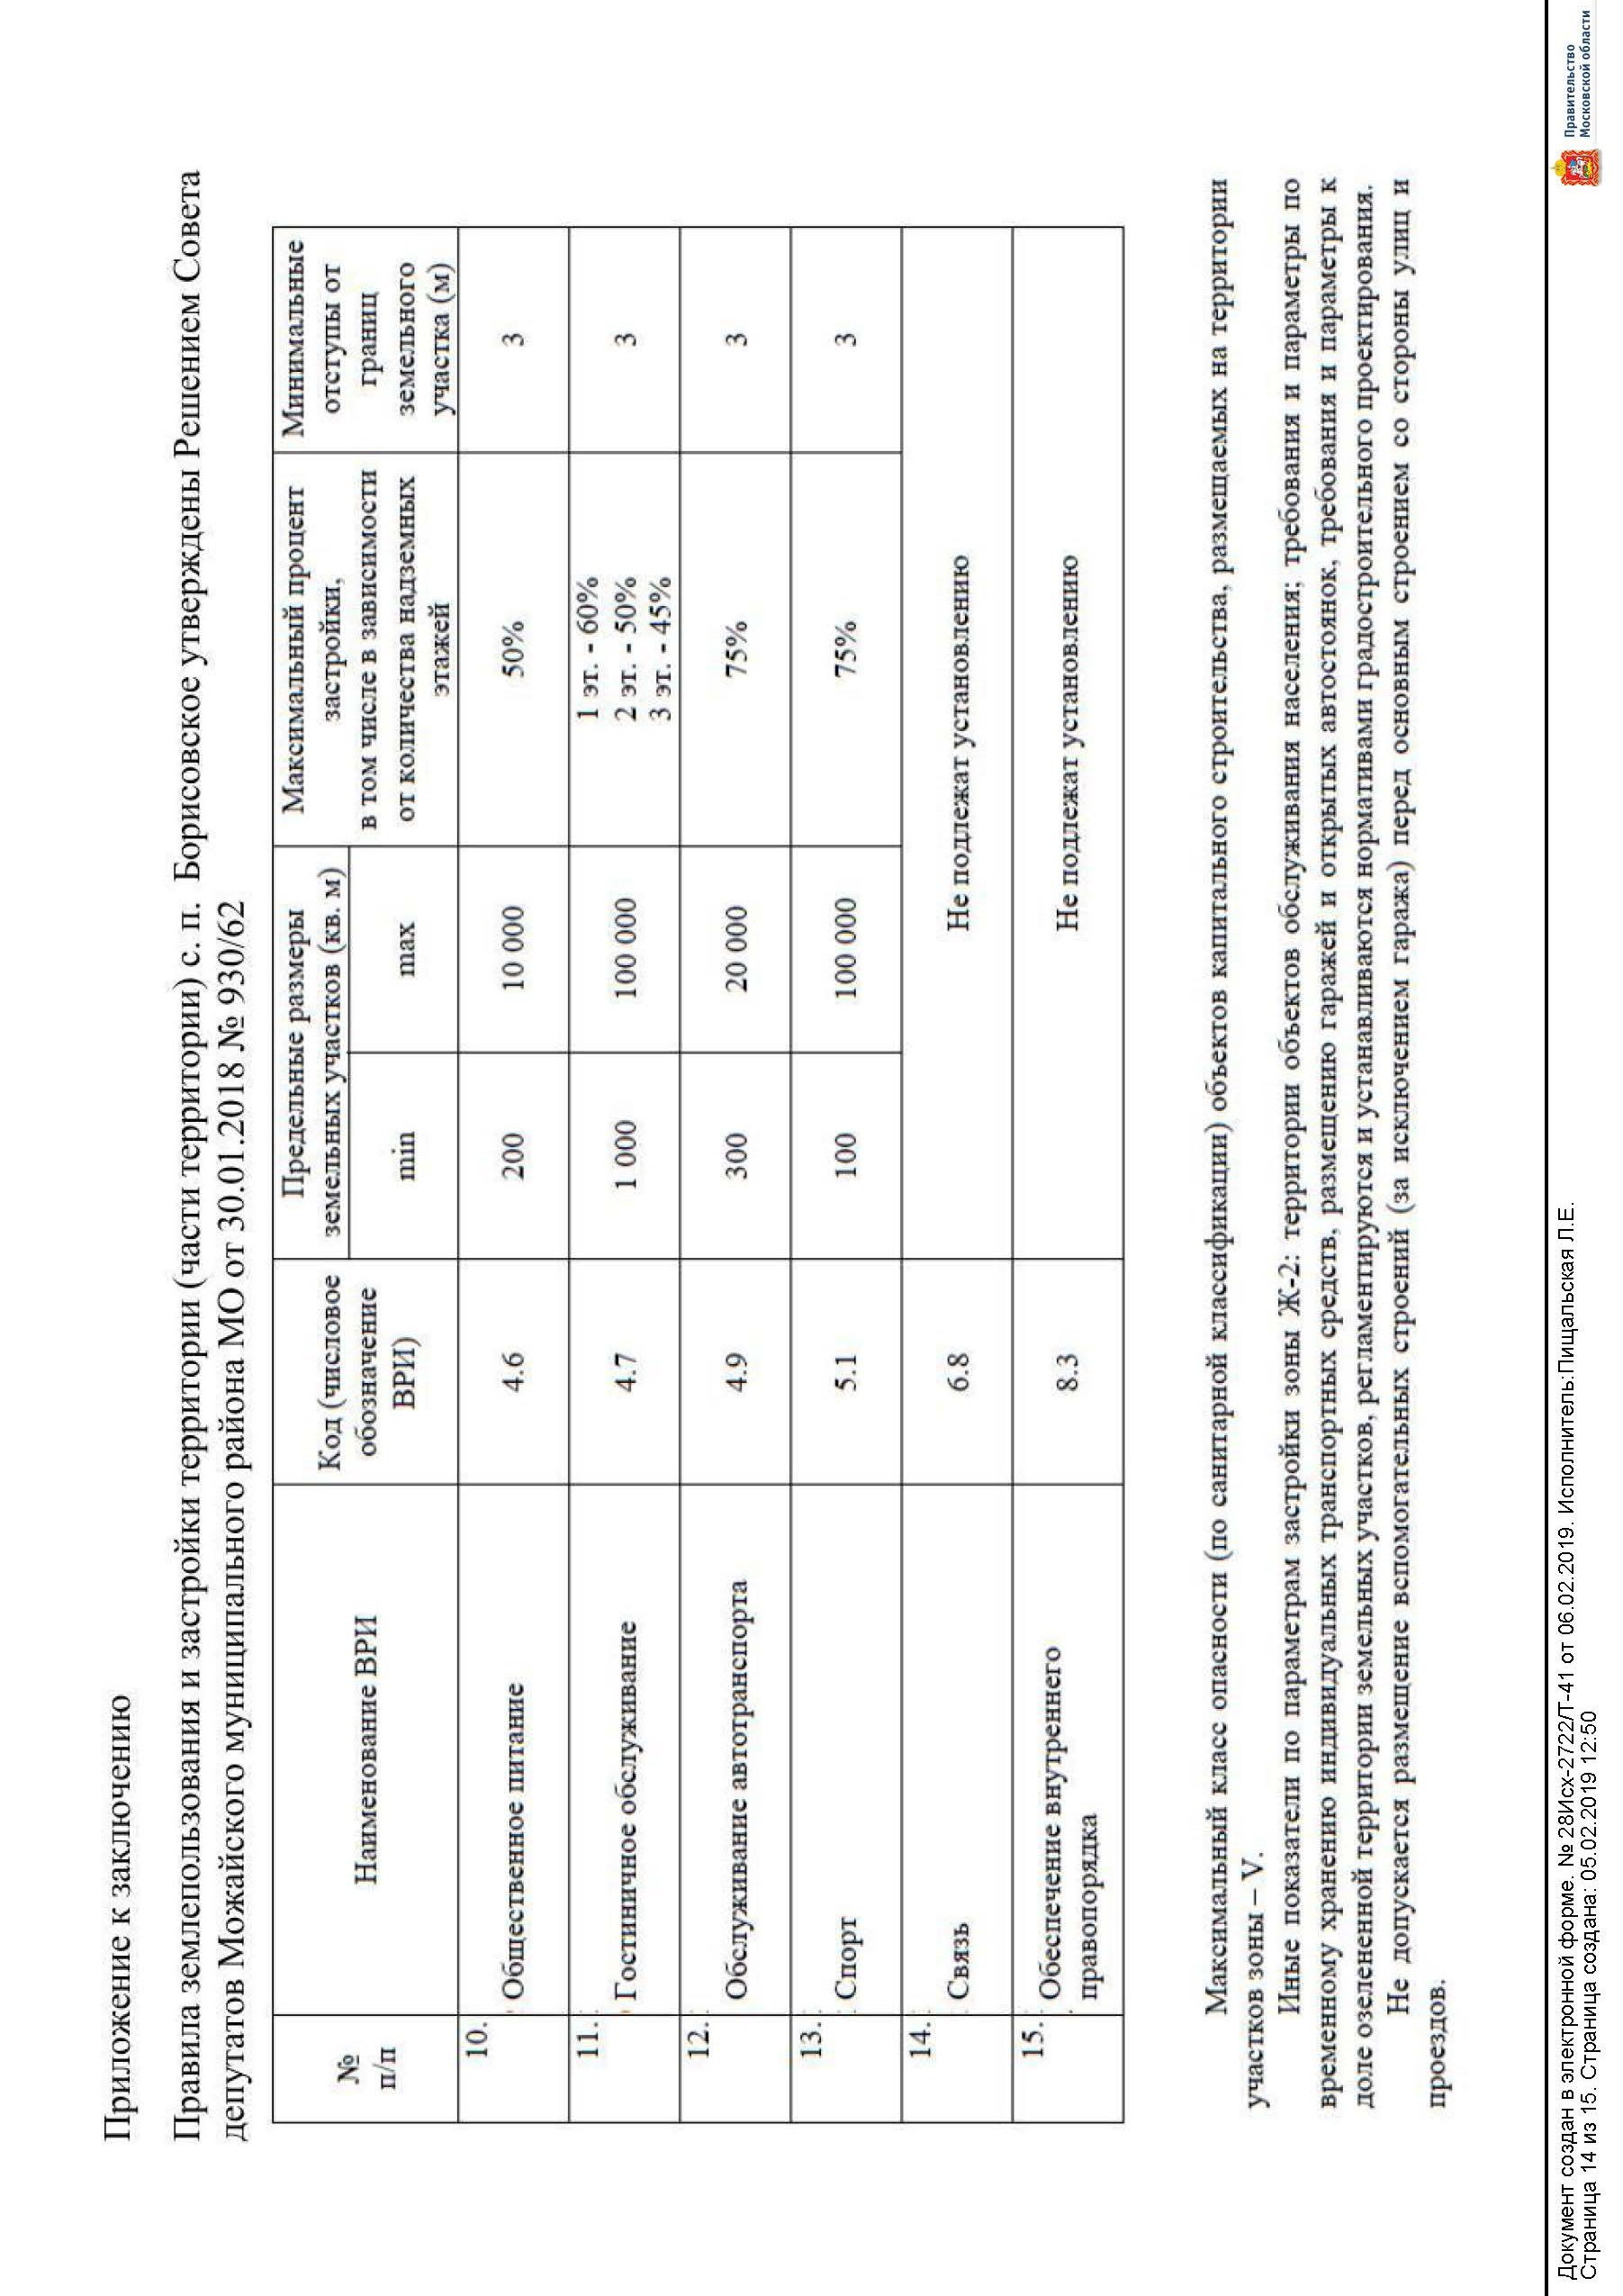 Приложение к заключению
Правила землепользования и застройки территории (части территории) с. п. Борисовское утверждены Решением Совета
депутатов Можайского муниципального района МО от 30.01.2018 № 930/62
№
п/п
Наименование ВРИ
Код (числовое
обозначение
ВРИ)
Предельные размеры
земельных участков (кв. м)
min
max
Максимальный процент
застройки,
в том числе в зависимости
от количества надземных
этажей
Минимальные
отступы от
границ
земельного
участка (м)
10.
Общественное питание
4.6
200
10 000
50%
3
11.
Гостиничное обслуживание
4.7
1 000
100 000
1 эт. - 60%
2 эт. - 50%
3 эт. - 45%
3
12.
Обслуживание автотранспорта
4.9
300
20 000
75%
3
13.
Спорт
5.1
100
100 000
75%
3
14.
Связь
6.8
Не подлежат установлению
15.
Обеспечение внутреннего
правопорядка
8.3
Не подлежат установлению
Максимальный класс опасности (по санитарной классификации) объектов капитального строительства, размещаемых на территории
участков зоны – V.
Иные показатели по параметрам застройки зоны Ж-2: территории объектов обслуживания населения; требования и параметры по
временному хранению индивидуальных транспортных средств, размещению гаражей и открытых автостоянок, требования и параметры к
доле озелененной территории земельных участков, регламентируются и устанавливаются нормативами градостроительного проектирования.
Не допускается размещение вспомогательных строений (за исключением гаража) перед основным строением со стороны улиц и
проездов.
Документ создан в электронной форме. № 28Исх-2722/Т-41 от 06.02.2019. Исполнитель:Пищальская Л.Е.
Страница 14 из 15. Страница создана: 05.02.2019 12:50
Правительство
Московской области